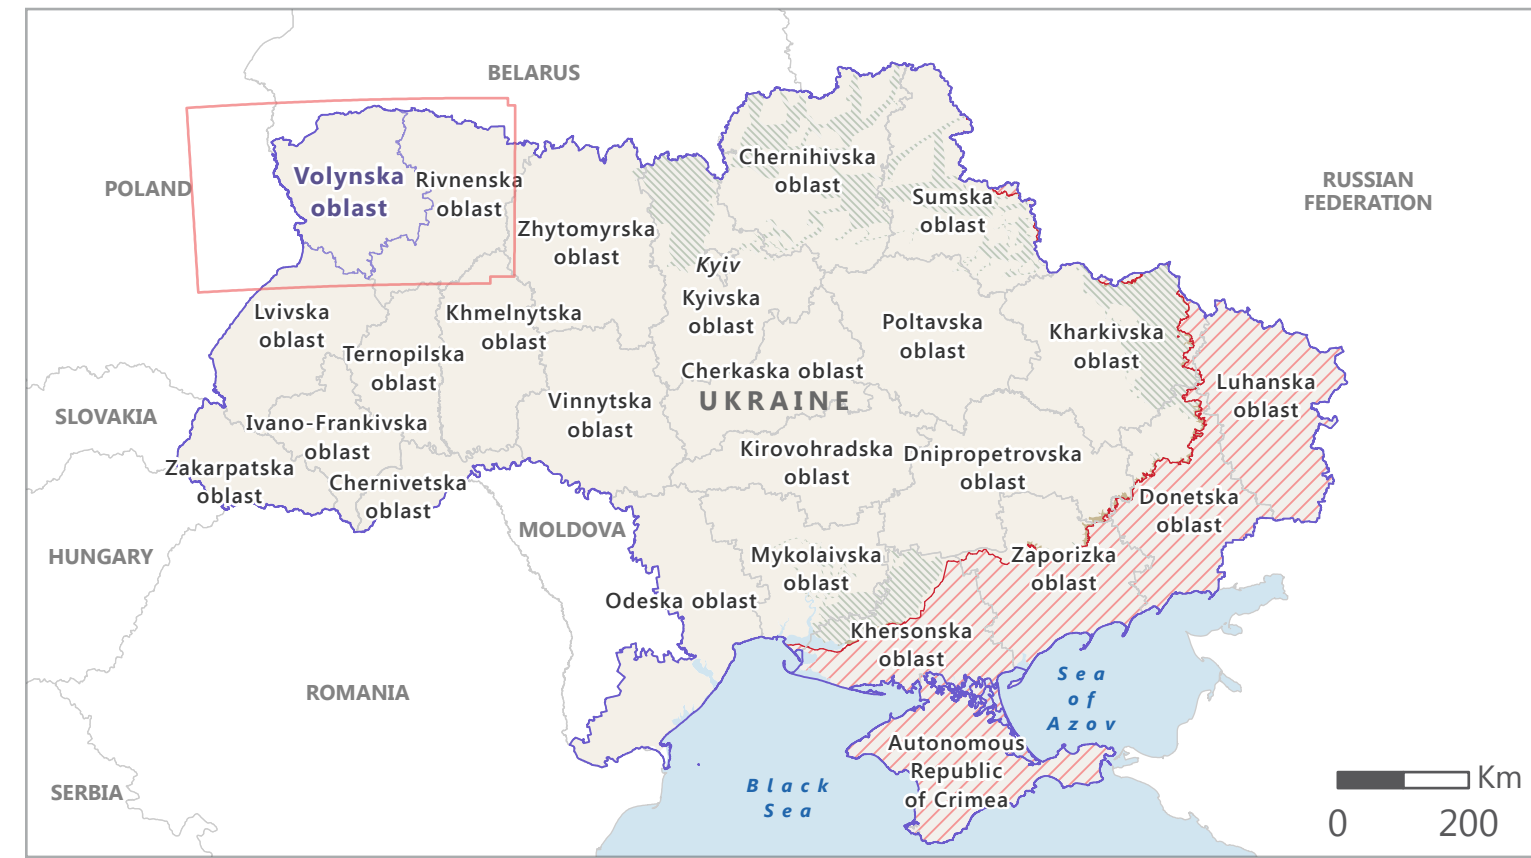 BELARUS
POLAND
RUSSIAN
FEDERATION
Volynska
oblast
Rivnenska
oblast
Chernihivska
oblast
Sumska
oblast
Zhytomyrska
oblast
Kyiv
Kyivska
oblast
Lvivska
oblast
Khmelnytska
oblast
Ternopilska
oblast
Poltavska
oblast
Kharkivska
oblast
Cherkaska oblast
UKRAINE
Luhanska
oblast
SLOVAKIA
Vinnytska
oblast
Ivano-Frankivska
oblast
Kirovohradska
oblast
Dnipropetrovska
oblast
Zakarpatska
oblast
Chernivetska
oblast
Donetska
oblast
MOLDOVA
HUNGARY
Mykolaivska
oblast
Zaporizka
oblast
Odeska oblast
Khersonska
oblast
Sea
of
Azov
ROMANIA
Autonomous
Republic
of Crimea
SERBIA
Black
Sea
Km
0 200